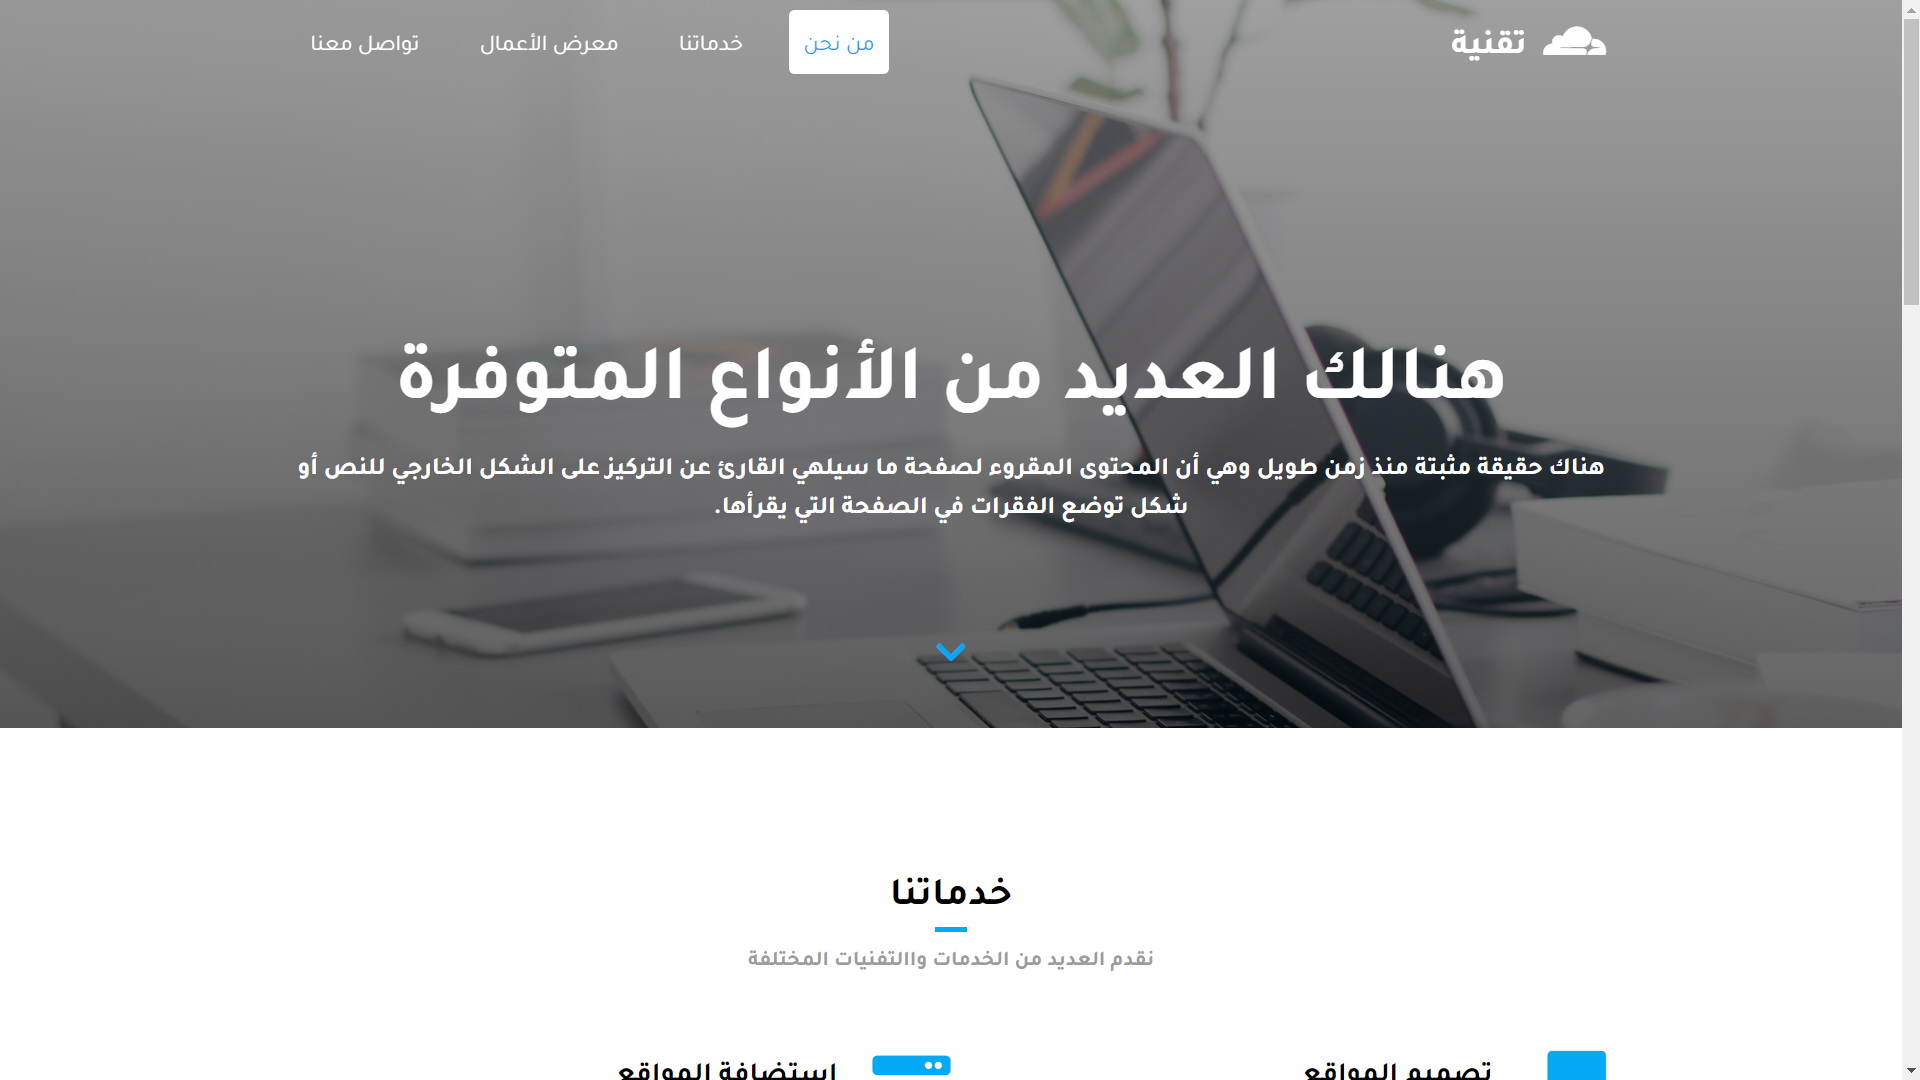 تقنية
من نحن
خدماتنا
معرض الأعمال
تواصل معنا
هنالك العديد من الأنواع المتوفرة
هناك حقيقة مثبتة منذ زمن طويل وهي أن المحتوى المقروء لصفحة ما سيلهي القارئ عن التركيز على الشكل الخارجي للنص أو
شكل توضع الفقرات في الصفحة التي يقرأها.
خدماتنا
نقدم العديد من الخدمات واالتفنيات المختلفة
تصميم المواقع
استضافة المواقع